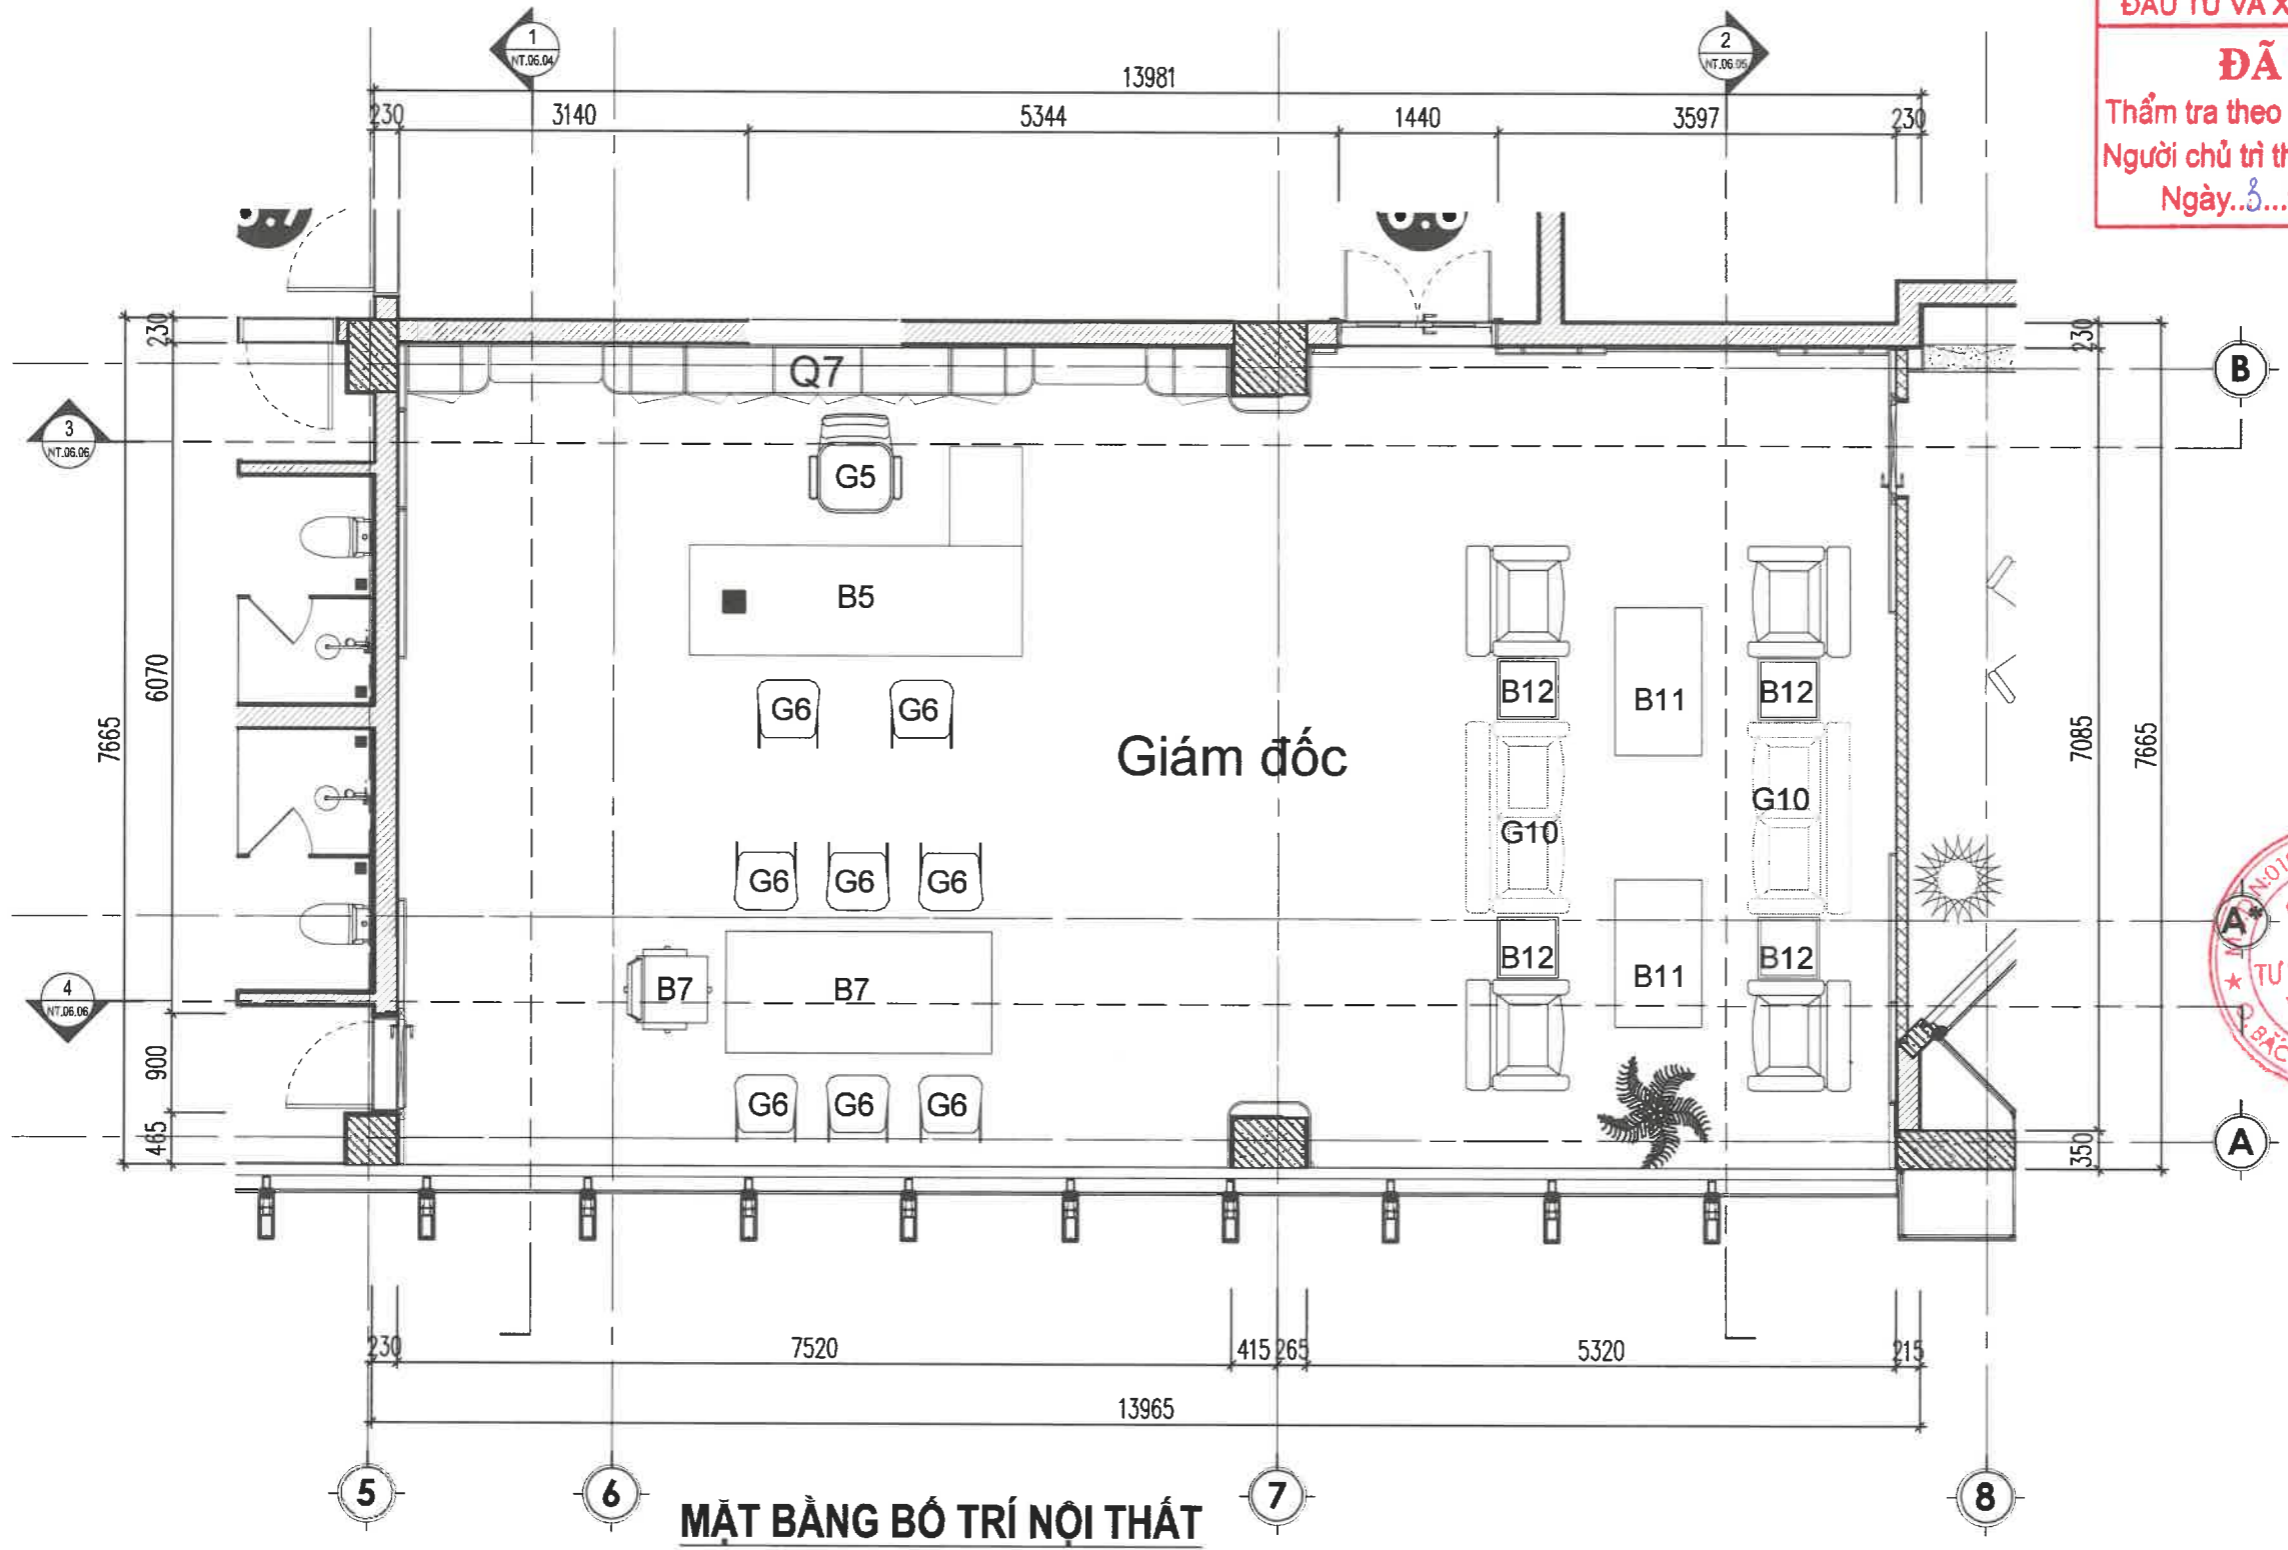 ĐẦU TƯ VÀ X
ĐÃ
Thẩm tra theo
Người chủ trì th
Ngày..3...
1
NT.06.04
2
NT.06.05
13981
230
3140
5344
1440
3597
230
230
230
B
Q7
3
NT.06.06
G5
B5
6070
7665
G6
G6
B12
B11
B12
Giám đốc
7085
7665
G10
G10
G6
G6
G6
A*
TƯ
B12
B11
B12
B7
B7
4
NT.06.06
900
465
G6
G6
G6
350
A
Q. BẮC
230
7520
415
265
5320
215
13965
5
6
7
8
MẶT BẰNG BỐ TRÍ NỘI THẤT